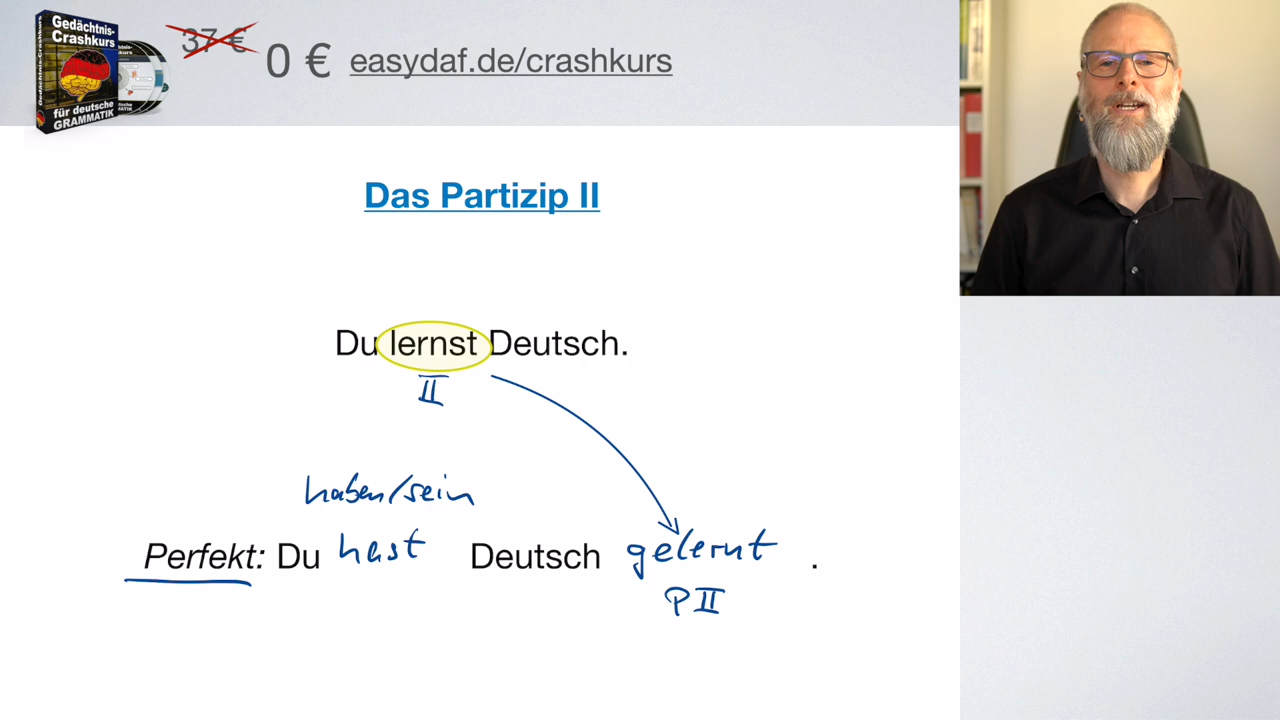 Gedächtnis-
Crashkurs
für deutsche
GRAMMATIK
37 €
0 € easydaf.de/crashkurs
Das Partizip II
Du lernst Deutsch.
II
haben/sein
Perfekt: Du hast Deutsch gelernt .
P II